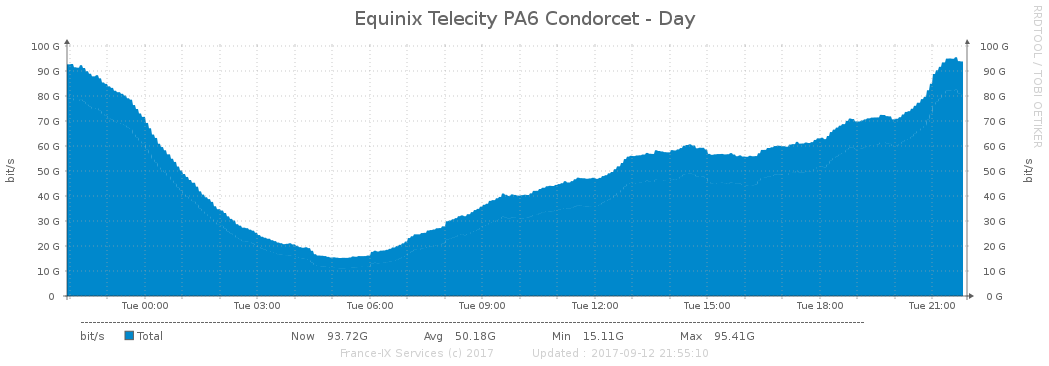 Equinix Telecity PA6 Condorcet - Day
RRDTOOL / TOBI OETIKER
bit/s
100 G 100 G
90 G 90 G
80 G 80 G
70 G 70 G
60 G 60 G
50 G 50 G
40 G 40 G
30 G 30 G
20 G 20 G
10 G 10 G
0 0 G
bit/s
Tue 00:00 Tue 03:00 Tue 06:00 Tue 09:00 Tue 12:00 Tue 15:00 Tue 18:00 Tue 21:00
bit/s Total Now 93.72G Avg 50.18G Min 15.11G Max 95.41G
France-IX Services (c) 2017 Updated : 2017-09-12 21:55:10